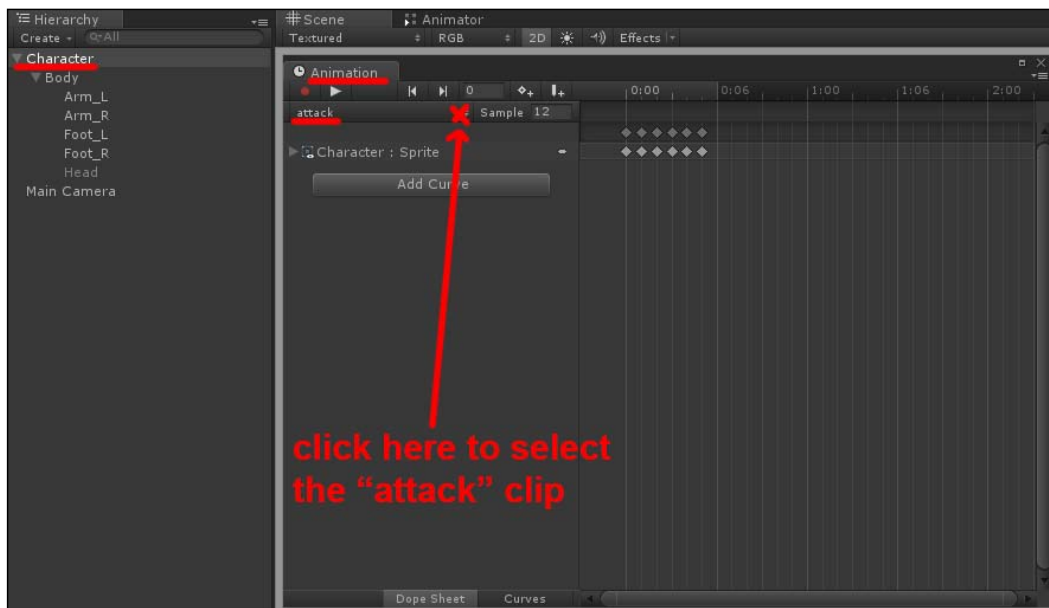 Hierarchy
Create
All
Character
Body
Arm_L
Arm_R
Foot_L
Foot_R
Head
Main Camera
Scene
Animator
Textured
RGB
2D
Effects
Animation
0
0:00
0:06
1:00
1:06
2:00
attack
Sample 12
Character : Sprite
Add Curve
click here to select
the “attack” clip
Dope Sheet
Curves